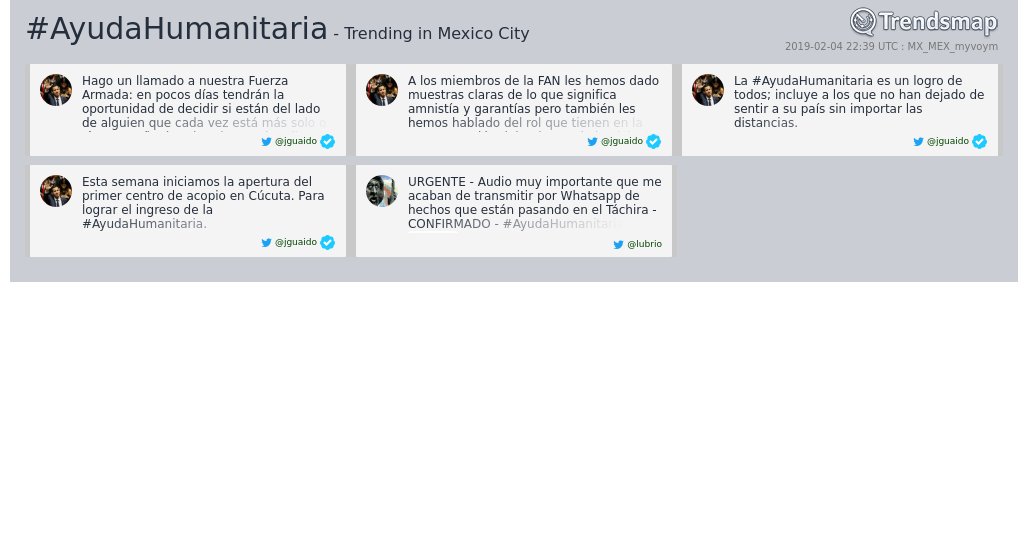 #AyudaHumanitaria - Trending in Mexico City
Trendsmap
2019-02-04 22:39 UTC : MX_MEX_myvoym
Hago un llamado a nuestra Fuerza
Armada: en pocos días tendrán la
oportunidad de decidir si están del lado
de alguien que cada vez está más solo o
@jguaido
A los miembros de la FAN les hemos dado
muestras claras de lo que significa
amnistía y garantías pero también les
hemos hablado del rol que tienen en la
@jguaido
La #AyudaHumanitaria es un logro de
todos; incluye a los que no han dejado de
sentir a su país sin importar las
distancias.
@jguaido
Esta semana iniciamos la apertura del
primer centro de acopio en Cúcuta. Para
lograr el ingreso de la
#AyudaHumanitaria.
@jguaido
URGENTE - Audio muy importante que me
acaban de transmitir por Whatsapp de
hechos que están pasando en el Táchira -
CONFIRMADO - #AyudaHumanitaria
@lubrio